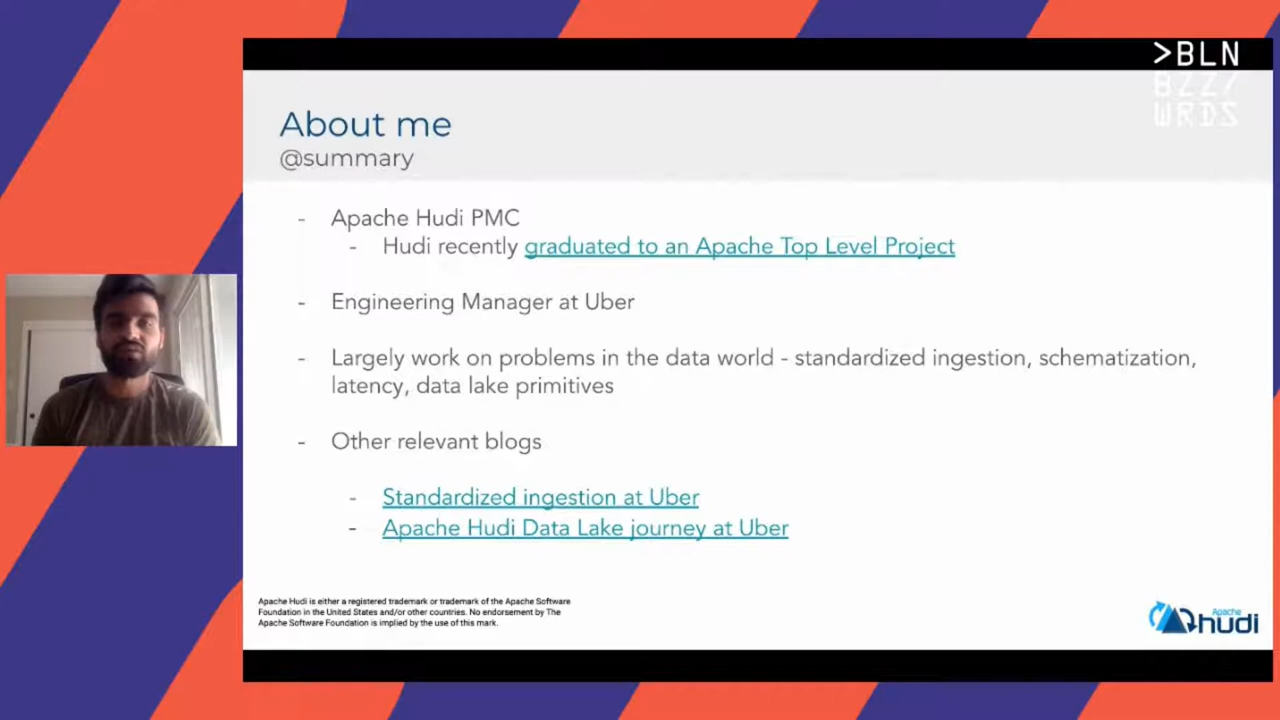 >BLN
BZZ/
WRDS
About me
@summary
- Apache Hudi PMC
- Hudi recently graduated to an Apache Top Level Project
- Engineering Manager at Uber
- Largely work on problems in the data world - standardized ingestion, schematization,
latency, data lake primitives
- Other relevant blogs
- Standardized ingestion at Uber
- Apache Hudi Data Lake journey at Uber
Apache Hudi is either a registered trademark or trademark of the Apache Software
Foundation in the United States and/or other countries. No endorsement by The
Apache Software Foundation is implied by the use of this mark.
Apache
hudi